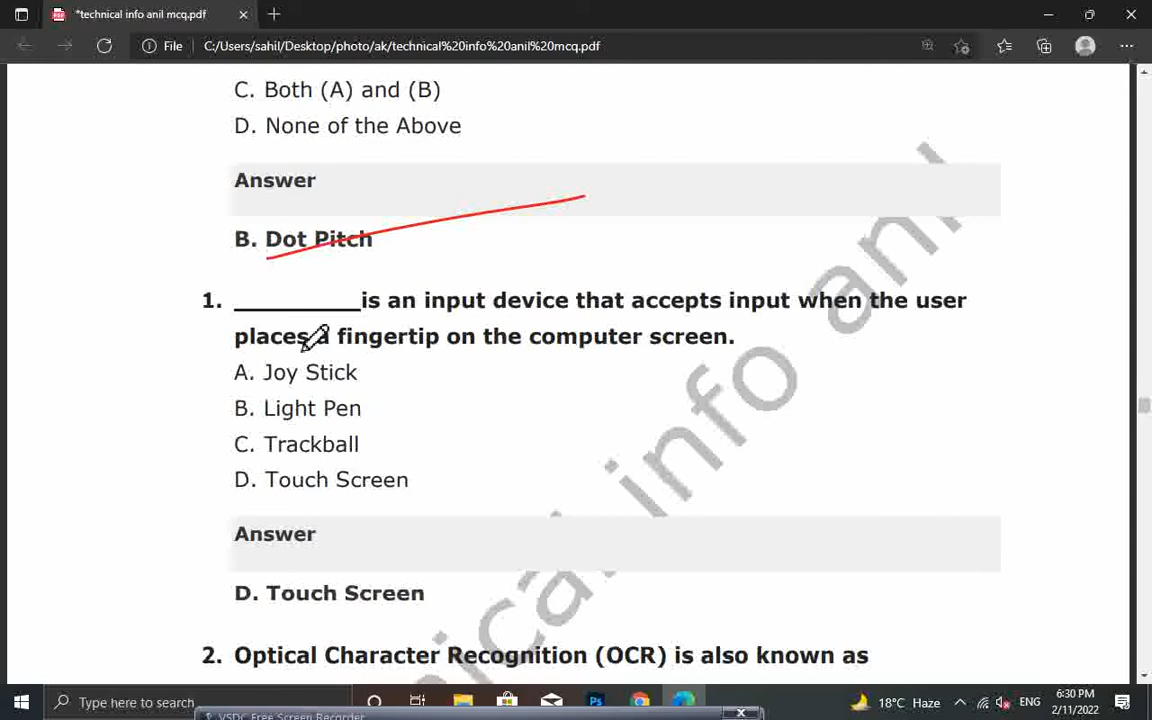 *technical info anil mcq.pdf
File C:/Users/sahil/Desktop/photo/ak/technical%20info%20anil%20mcq.pdf
C. Both (A) and (B)
D. None of the Above
Answer
B. Dot Pitch
1. _________is an input device that accepts input when the user
places a fingertip on the computer screen.
A. Joy Stick
B. Light Pen
C. Trackball
D. Touch Screen
Answer
D. Touch Screen
2. Optical Character Recognition (OCR) is also known as
nical info ani
Type here to search
18°C Haze
ENG
6:30 PM
2/11/2022
VSDC Free Screen Recorder